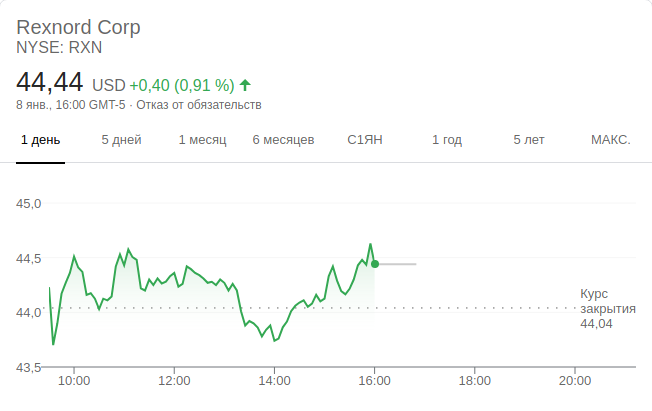 Rexnord Corp
NYSE: RXN
44,44 USD +0,40 (0,91 %)
8 янв., 16:00 GMT-5 · Отказ от обязательств
1 день 5 дней 1 месяц 6 месяцев С1ЯН 1 год 5 лет МАКС.
45,0
44,5
Курс
закрытия
44,04
44,0
43,5
10:00 12:00 14:00 16:00 18:00 20:00